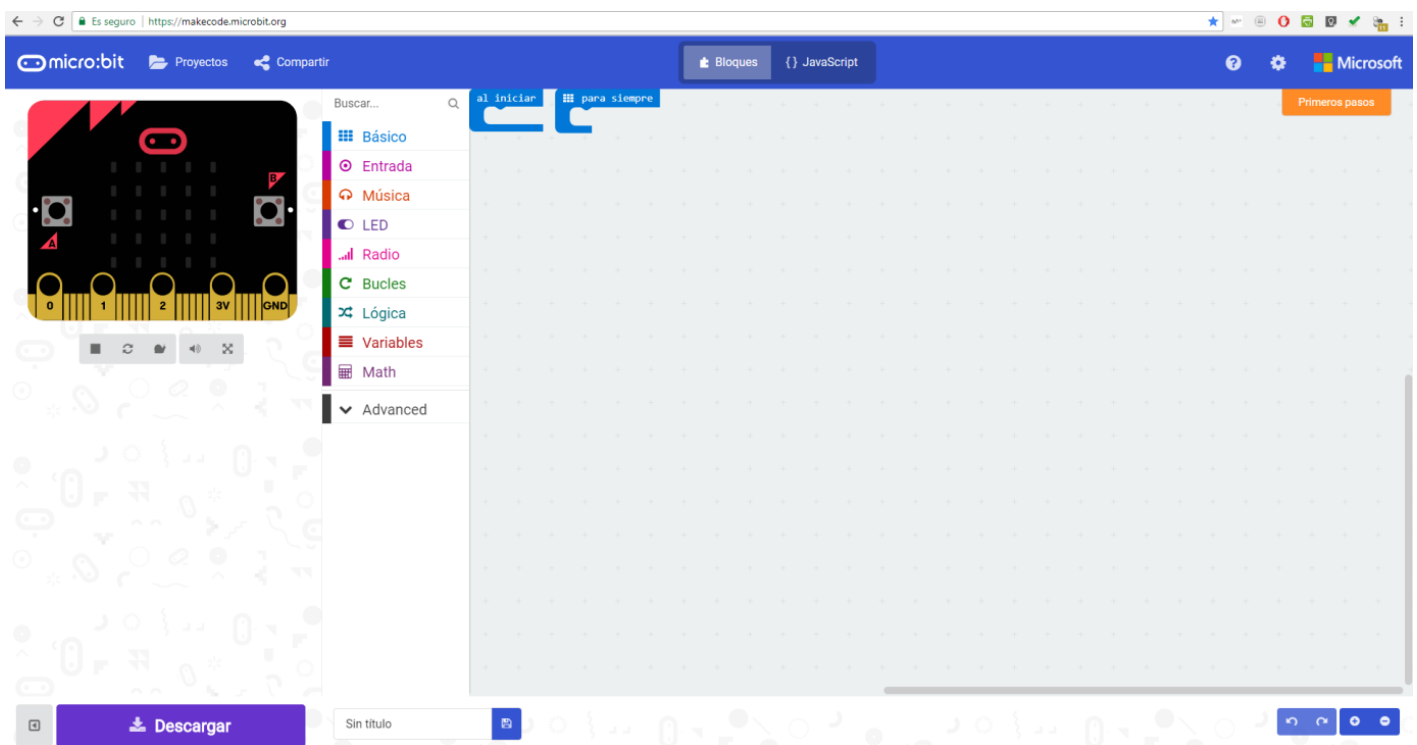 Es seguro | https://makecode.microbit.org
micro:bit Proyectos Compartir Bloques {} JavaScript Microsoft
Buscar...
al iniciar
para siempre
Primeros pasos
B
A
0 1 2 3V GND
Básico
Entrada
Música
LED
Radio
Bucles
Lógica
Variables
Math
Advanced
Descargar
Sin título